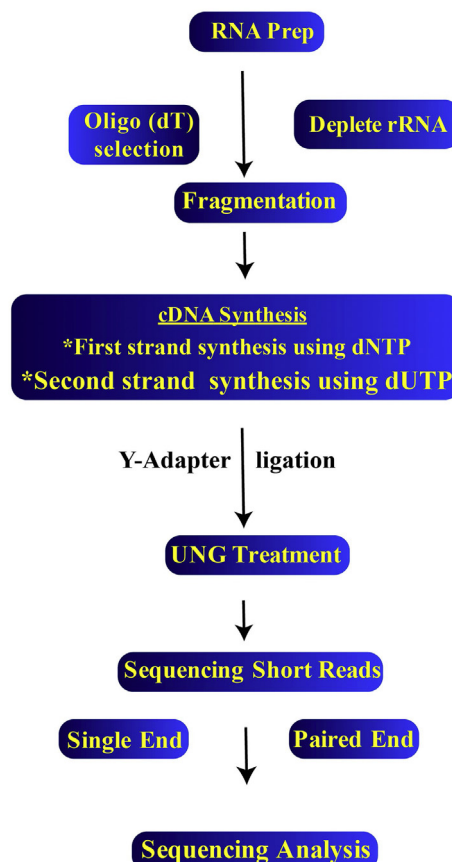 RNA Prep
Oligo (dT)
selection
Deplete rRNA
Fragmentation
cDNA Synthesis
*First strand synthesis using dNTP
*Second strand synthesis using dUTP
Y-Adapter ligation
UNG Treatment
Sequencing Short Reads
Single End
Paired End
Sequencing Analysis